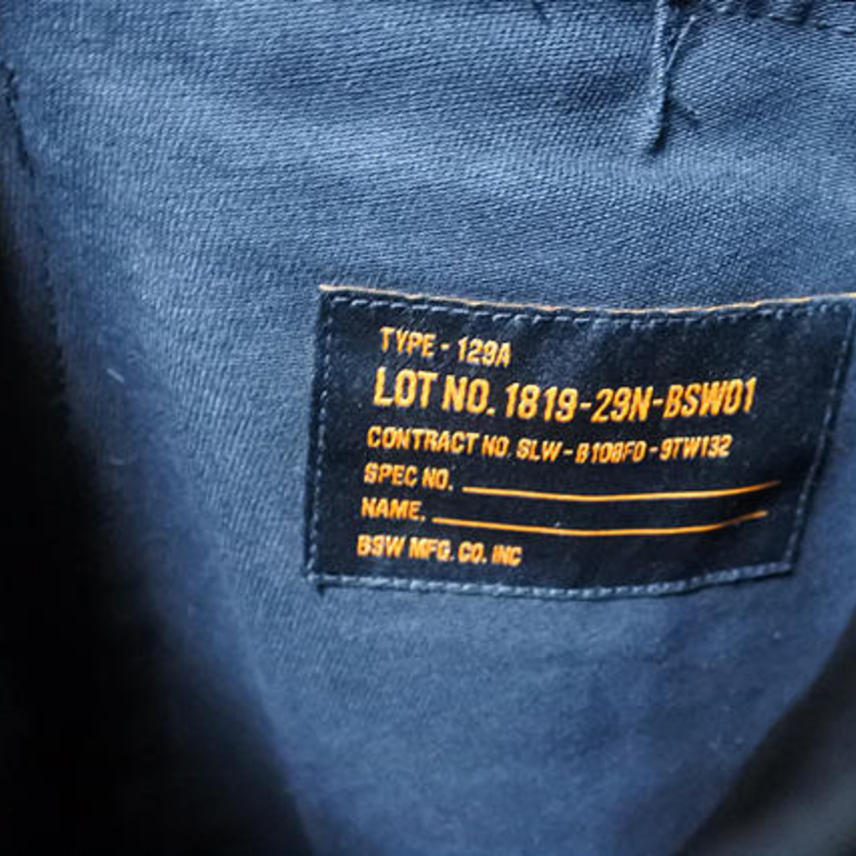 TYPE - 129A
LOT NO. 1819-29N-BSW01
CONTRACT NO. SLW-B108FD-9TW132
SPEC NO.
NAME.
BSW MFG. CO. INC